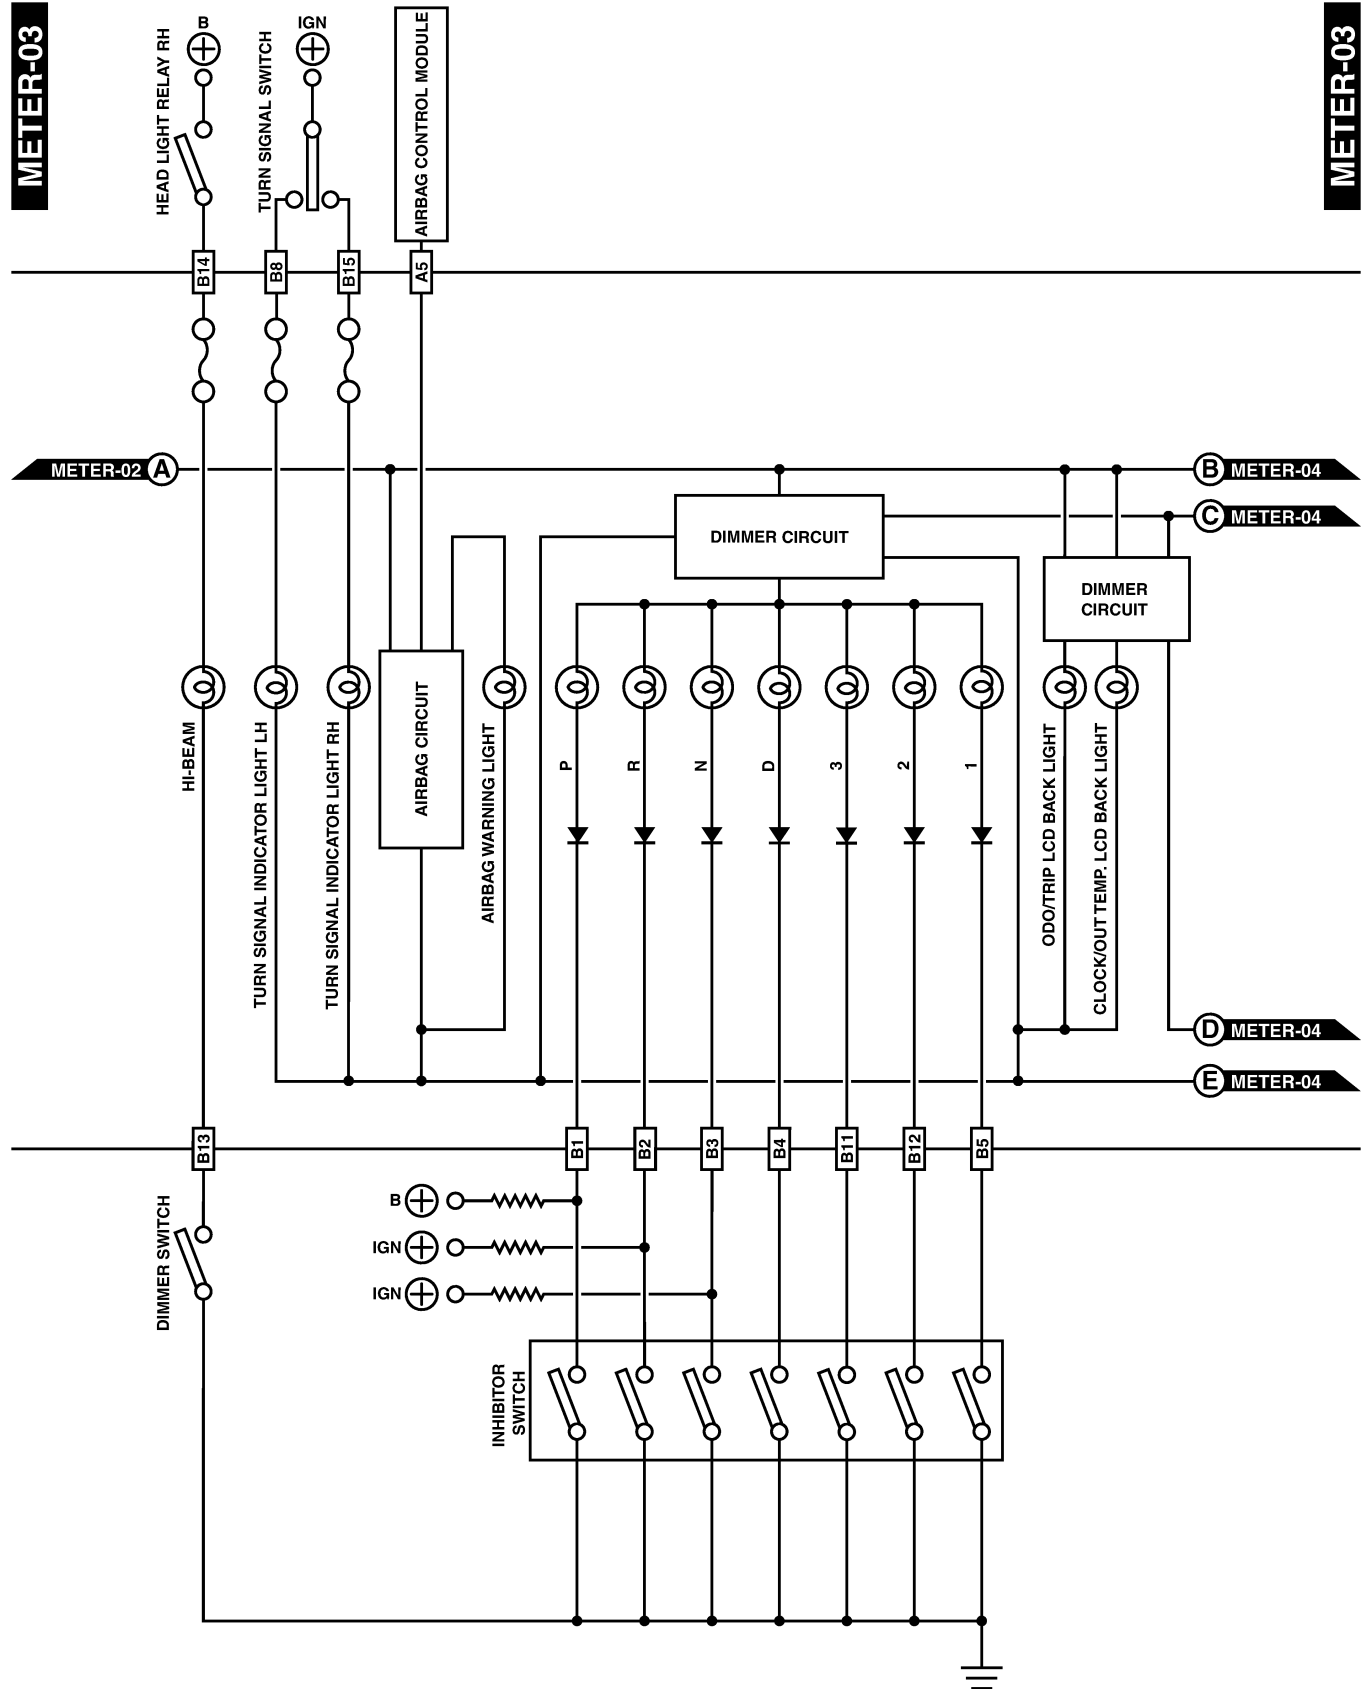 METER-03
METER-03
B
IGN
HEAD LIGHT RELAY RH
TURN SIGNAL SWITCH
AIRBAG CONTROL MODULE
B14
B8
B15
A5
METER-02 A
B METER-04
C METER-04
DIMMER CIRCUIT
DIMMER
CIRCUIT
HI-BEAM
TURN SIGNAL INDICATOR LIGHT LH
TURN SIGNAL INDICATOR LIGHT RH
AIRBAG CIRCUIT
AIRBAG WARNING LIGHT
P
R
N
D
3
2
1
ODO/TRIP LCD BACK LIGHT
CLOCK/OUT TEMP. LCD BACK LIGHT
D METER-04
E METER-04
B13
B1
B2
B3
B4
B11
B12
B5
DIMMER SWITCH
B
IGN
IGN
INHIBITOR
SWITCH